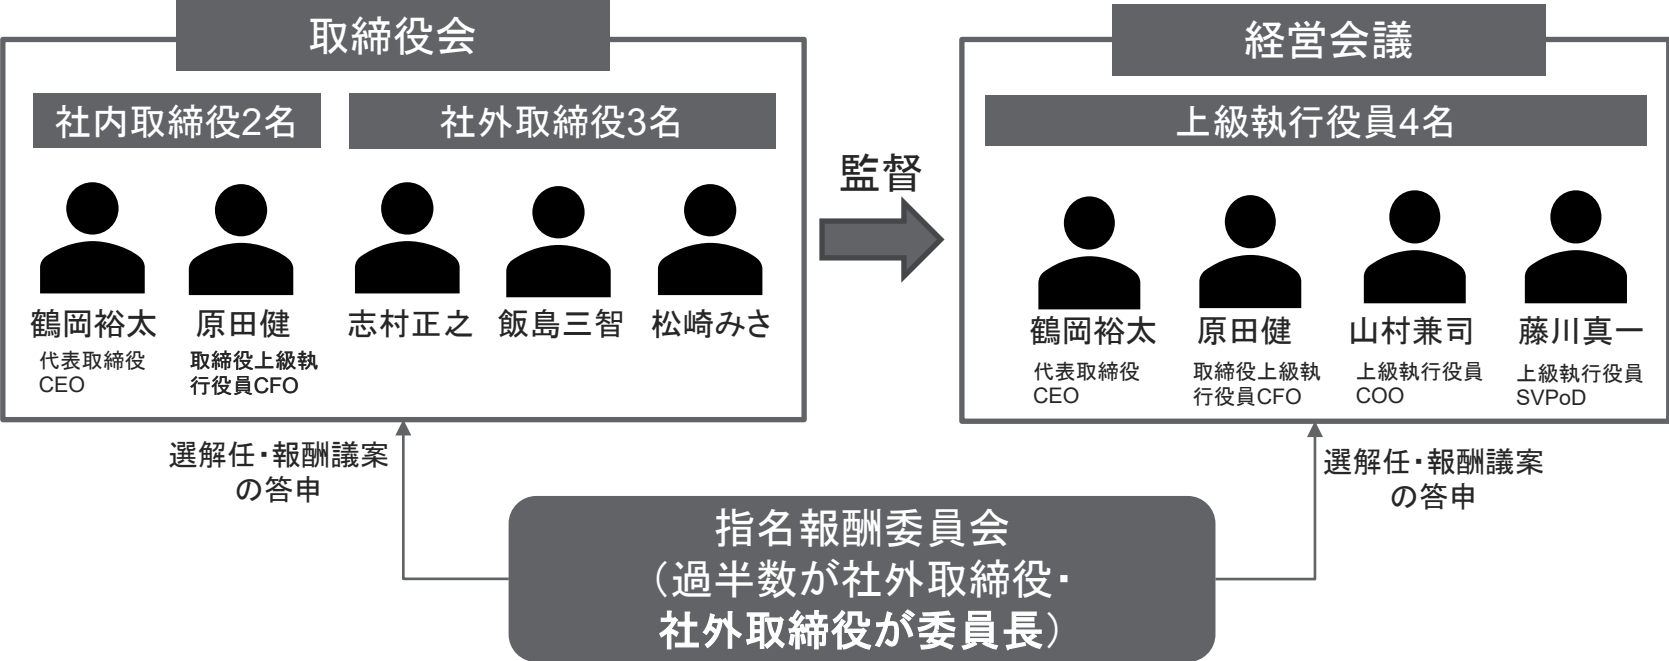 取締役会
社内取締役2名
社外取締役3名
鶴岡裕太
代表取締役
CEO
原田健
取締役上級執
行役員CFO
志村正之
飯島三智
松崎みさ
監督
経営会議
上級執行役員4名
鶴岡裕太
代表取締役
CEO
原田健
取締役上級執
行役員CFO
山村兼司
上級執行役員
COO
藤川真一
上級執行役員
SVPoD
選解任・報酬議案
の答申
選解任・報酬議案
の答申
指名報酬委員会
（過半数が社外取締役・
社外取締役が委員長）